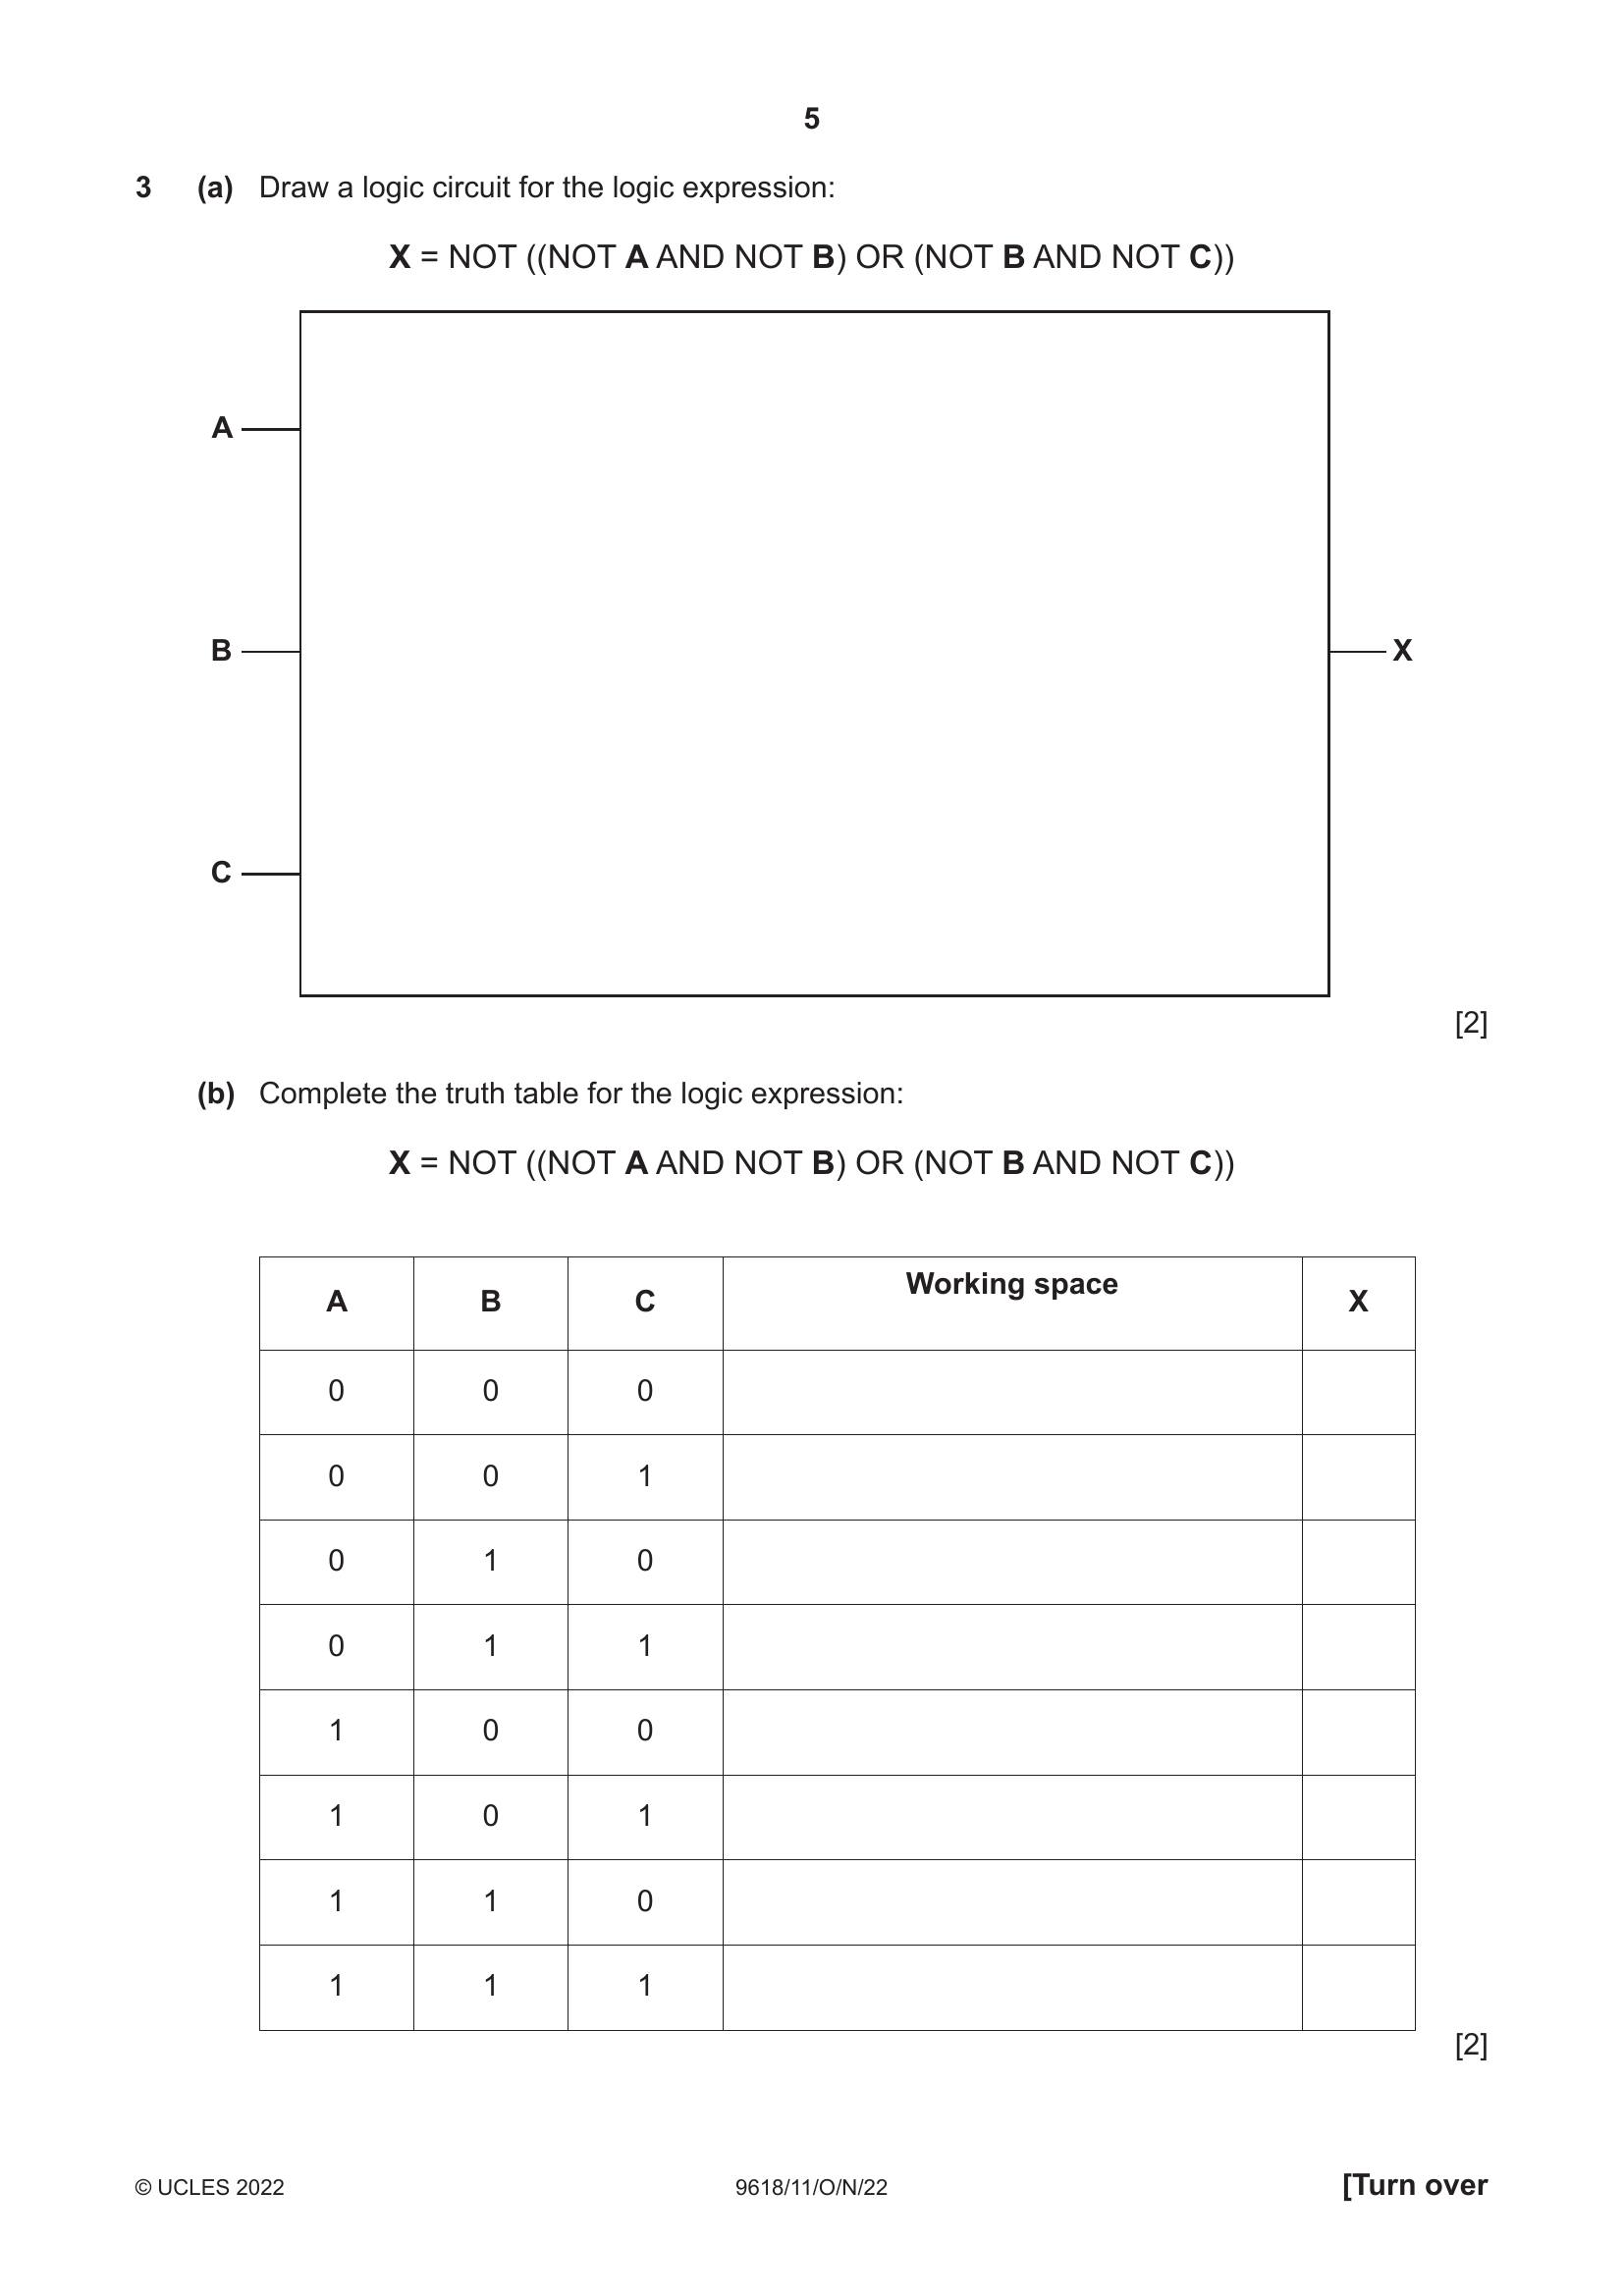 5
3 (a) Draw a logic circuit for the logic expression:
X = NOT ((NOT A AND NOT B) OR (NOT B AND NOT C))
A
B
X
C
[2]
(b) Complete the truth table for the logic expression:
X = NOT ((NOT A AND NOT B) OR (NOT B AND NOT C))
A B C Working space X
0 0 0
0 0 1
0 1 0
0 1 1
1 0 0
1 0 1
1 1 0
1 1 1
[2]
© UCLES 2022 9618/11/O/N/22 [Turn over